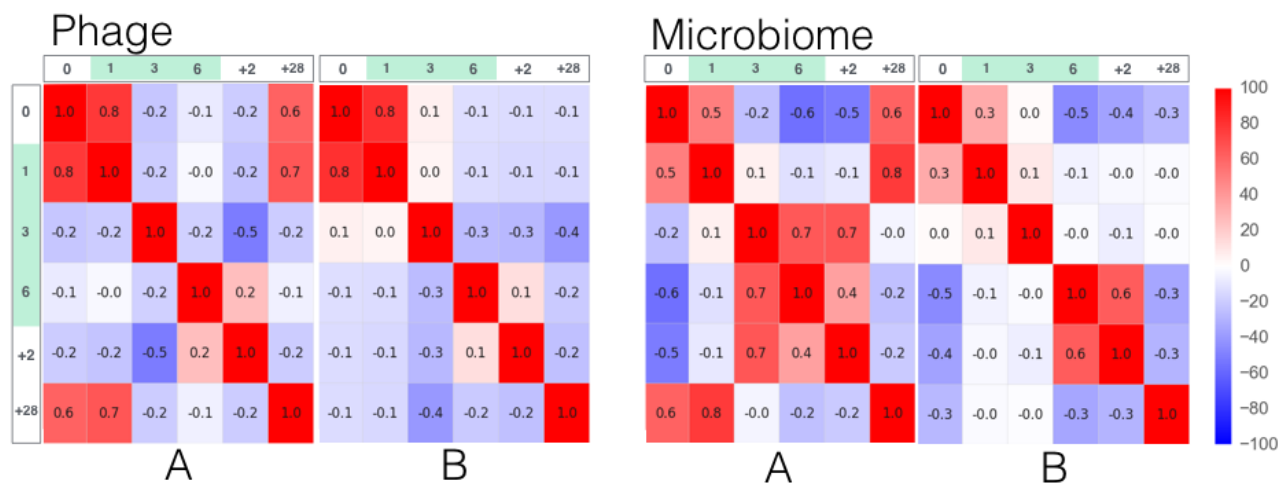 Phage Microbiome
0 1 3 6 +2 +28 0 1 3 6 +2 +28 0 1 3 6 +2 +28 0 1 3 6 +2 +28
0 1.0 0.8 -0.2 -0.1 -0.2 0.6 1.0 0.8 0.1 -0.1 -0.1 -0.1 1.0 0.5 -0.2 -0.6 -0.5 0.6 1.0 0.3 0.0 -0.5 -0.4 -0.3 100
80
1 0.8 1.0 -0.2 -0.0 -0.2 0.7 0.8 1.0 0.0 -0.1 -0.1 -0.1 0.5 1.0 0.1 -0.1 -0.1 0.8 0.3 1.0 0.1 -0.1 -0.0 -0.0 60
40
3 -0.2 -0.2 1.0 -0.2 -0.5 -0.2 0.1 0.0 1.0 -0.3 -0.3 -0.4 -0.2 0.1 1.0 0.7 0.7 -0.0 0.0 0.1 1.0 -0.0 -0.1 -0.0 20
0
6 -0.1 -0.0 -0.2 1.0 0.2 -0.1 -0.1 -0.1 -0.3 1.0 0.1 -0.2 -0.6 -0.1 0.7 1.0 0.4 -0.2 -0.5 -0.1 -0.0 1.0 0.6 -0.3 −20
−40
+2 -0.2 -0.2 -0.5 0.2 1.0 -0.2 -0.1 -0.1 -0.3 0.1 1.0 -0.2 -0.5 -0.1 0.7 0.4 1.0 -0.2 -0.4 -0.0 -0.1 0.6 1.0 -0.3 −60
−80
+28 0.6 0.7 -0.2 -0.1 -0.2 1.0 -0.1 -0.1 -0.4 -0.2 -0.2 1.0 0.6 0.8 -0.0 -0.2 -0.2 1.0 -0.3 -0.0 -0.0 -0.3 -0.3 1.0 −100
A B A B